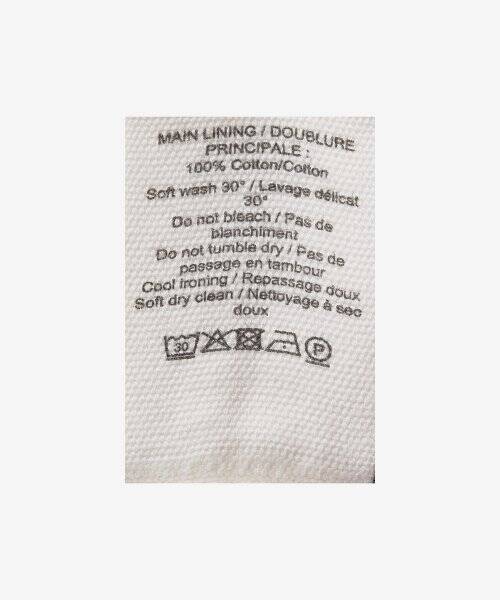 MAIN LINING / DOUBLURE
PRINCIPALE :
100% Cotton/Cotton
Soft wash 30° / Lavage délicat
30°
Do not bleach / Pas de
blanchiment
Do not tumble dry / Pas de
passage en tambour
Cool ironing / Repassage doux
Soft dry clean / Nettoyage à sec
doux
30 P